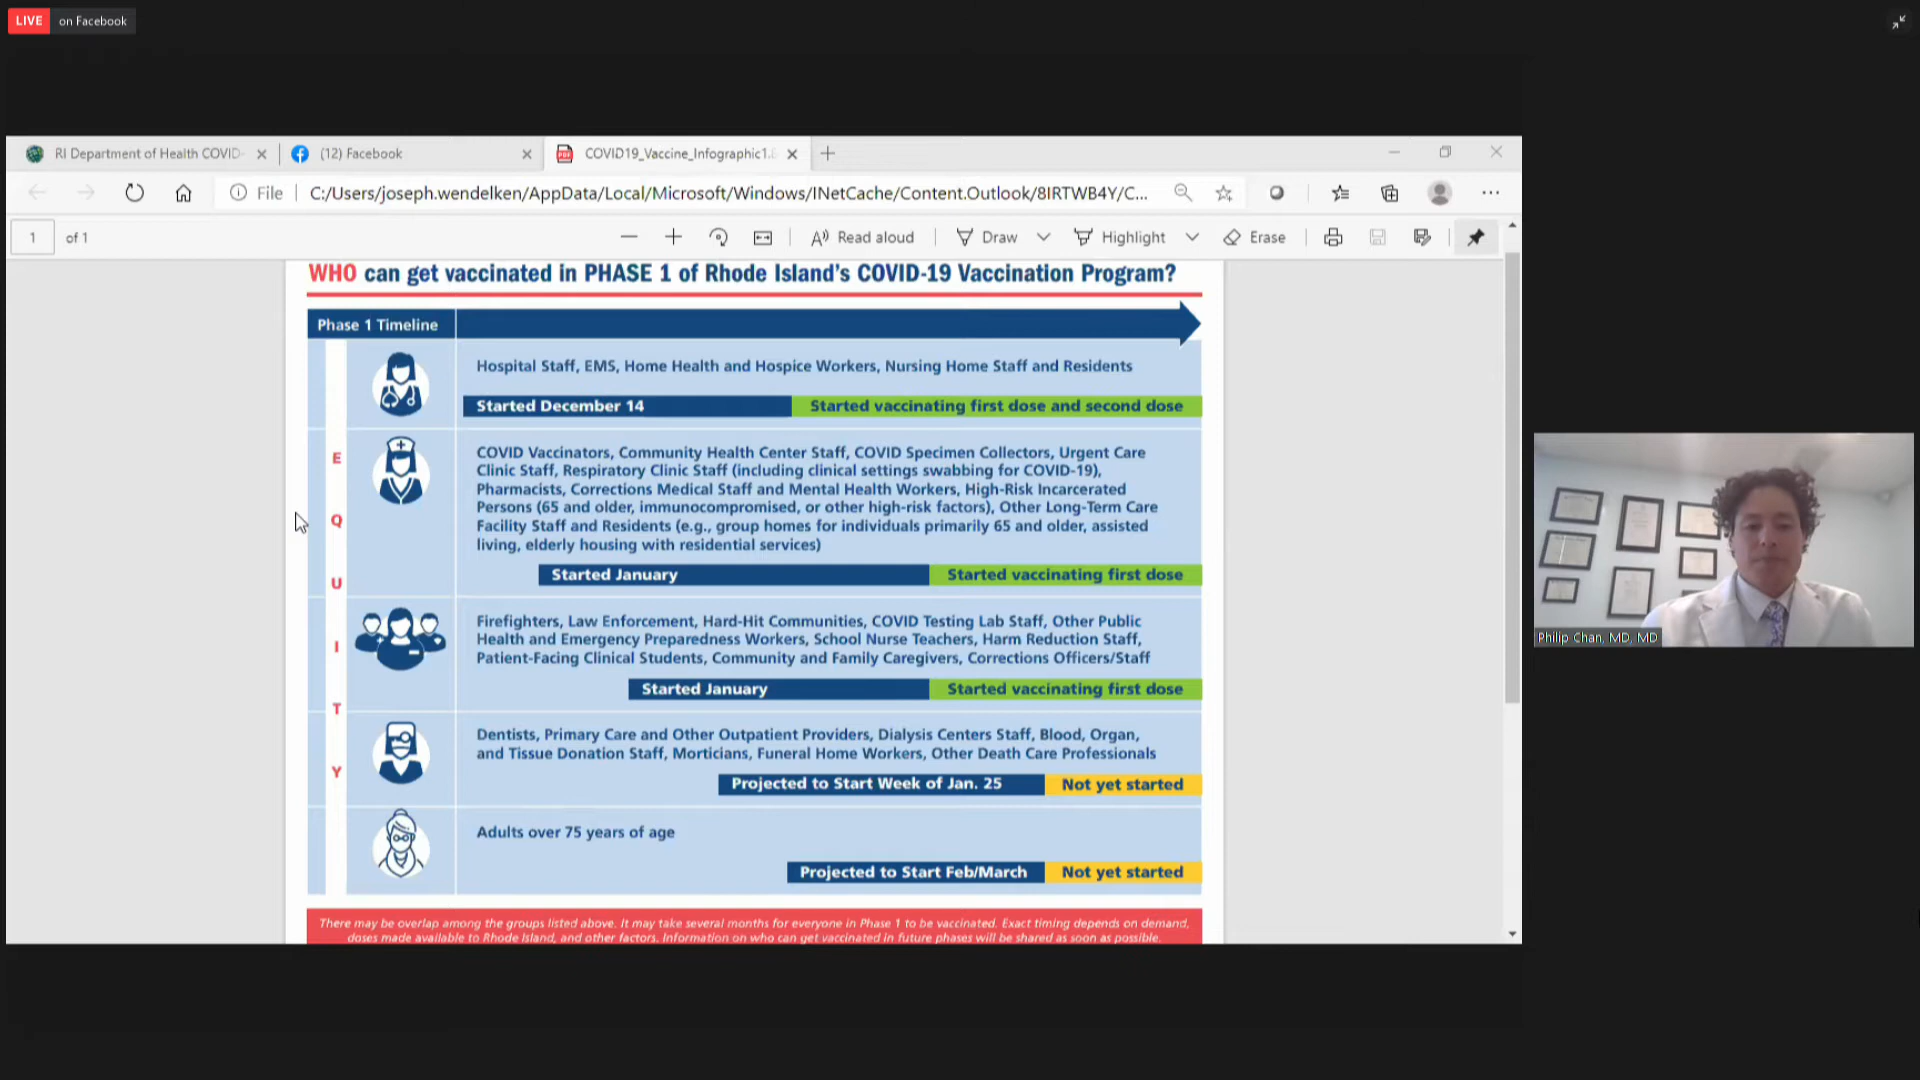 LIVE on Facebook
RI Department of Health COVID-
(12) Facebook
COVID19_Vaccine_Infographic1.
File
C:/Users/joseph.wendelken/AppData/Local/Microsoft/Windows/INetCache/Content.Outlook/8IRTWB4Y/C...
1 of 1
Read aloud
Draw
Highlight
Erase
WHO can get vaccinated in PHASE 1 of Rhode Island's COVID-19 Vaccination Program?
Phase 1 Timeline
EQUITY
Hospital Staff, EMS, Home Health and Hospice Workers, Nursing Home Staff and Residents
Started December 14
Started vaccinating first dose and second dose
COVID Vaccinators, Community Health Center Staff, COVID Specimen Collectors, Urgent Care
Clinic Staff, Respiratory Clinic Staff (including clinical settings swabbing for COVID-19),
Pharmacists, Corrections Medical Staff and Mental Health Workers, High-Risk Incarcerated
Persons (65 and older, immunocompromised, or other high-risk factors), Other Long-Term Care
Facility Staff and Residents (e.g., group homes for individuals primarily 65 and older, assisted
living, elderly housing with residential services)
Started January
Started vaccinating first dose
Firefighters, Law Enforcement, Hard-Hit Communities, COVID Testing Lab Staff, Other Public
Health and Emergency Preparedness Workers, School Nurse Teachers, Harm Reduction Staff,
Patient-Facing Clinical Students, Community and Family Caregivers, Corrections Officers/Staff
Started January
Started vaccinating first dose
Dentists, Primary Care and Other Outpatient Providers, Dialysis Centers Staff, Blood, Organ,
and Tissue Donation Staff, Morticians, Funeral Home Workers, Other Death Care Professionals
Projected to Start Week of Jan. 25
Not yet started
Adults over 75 years of age
Projected to Start Feb/March
Not yet started
There may be overlap among the groups listed above. It may take several months for everyone in Phase 1 to be vaccinated. Exact timing depends on demand,
doses made available to Rhode Island, and other factors. Information on who can get vaccinated in future phases will be shared as soon as possible.
Philip Chan, MD, MD